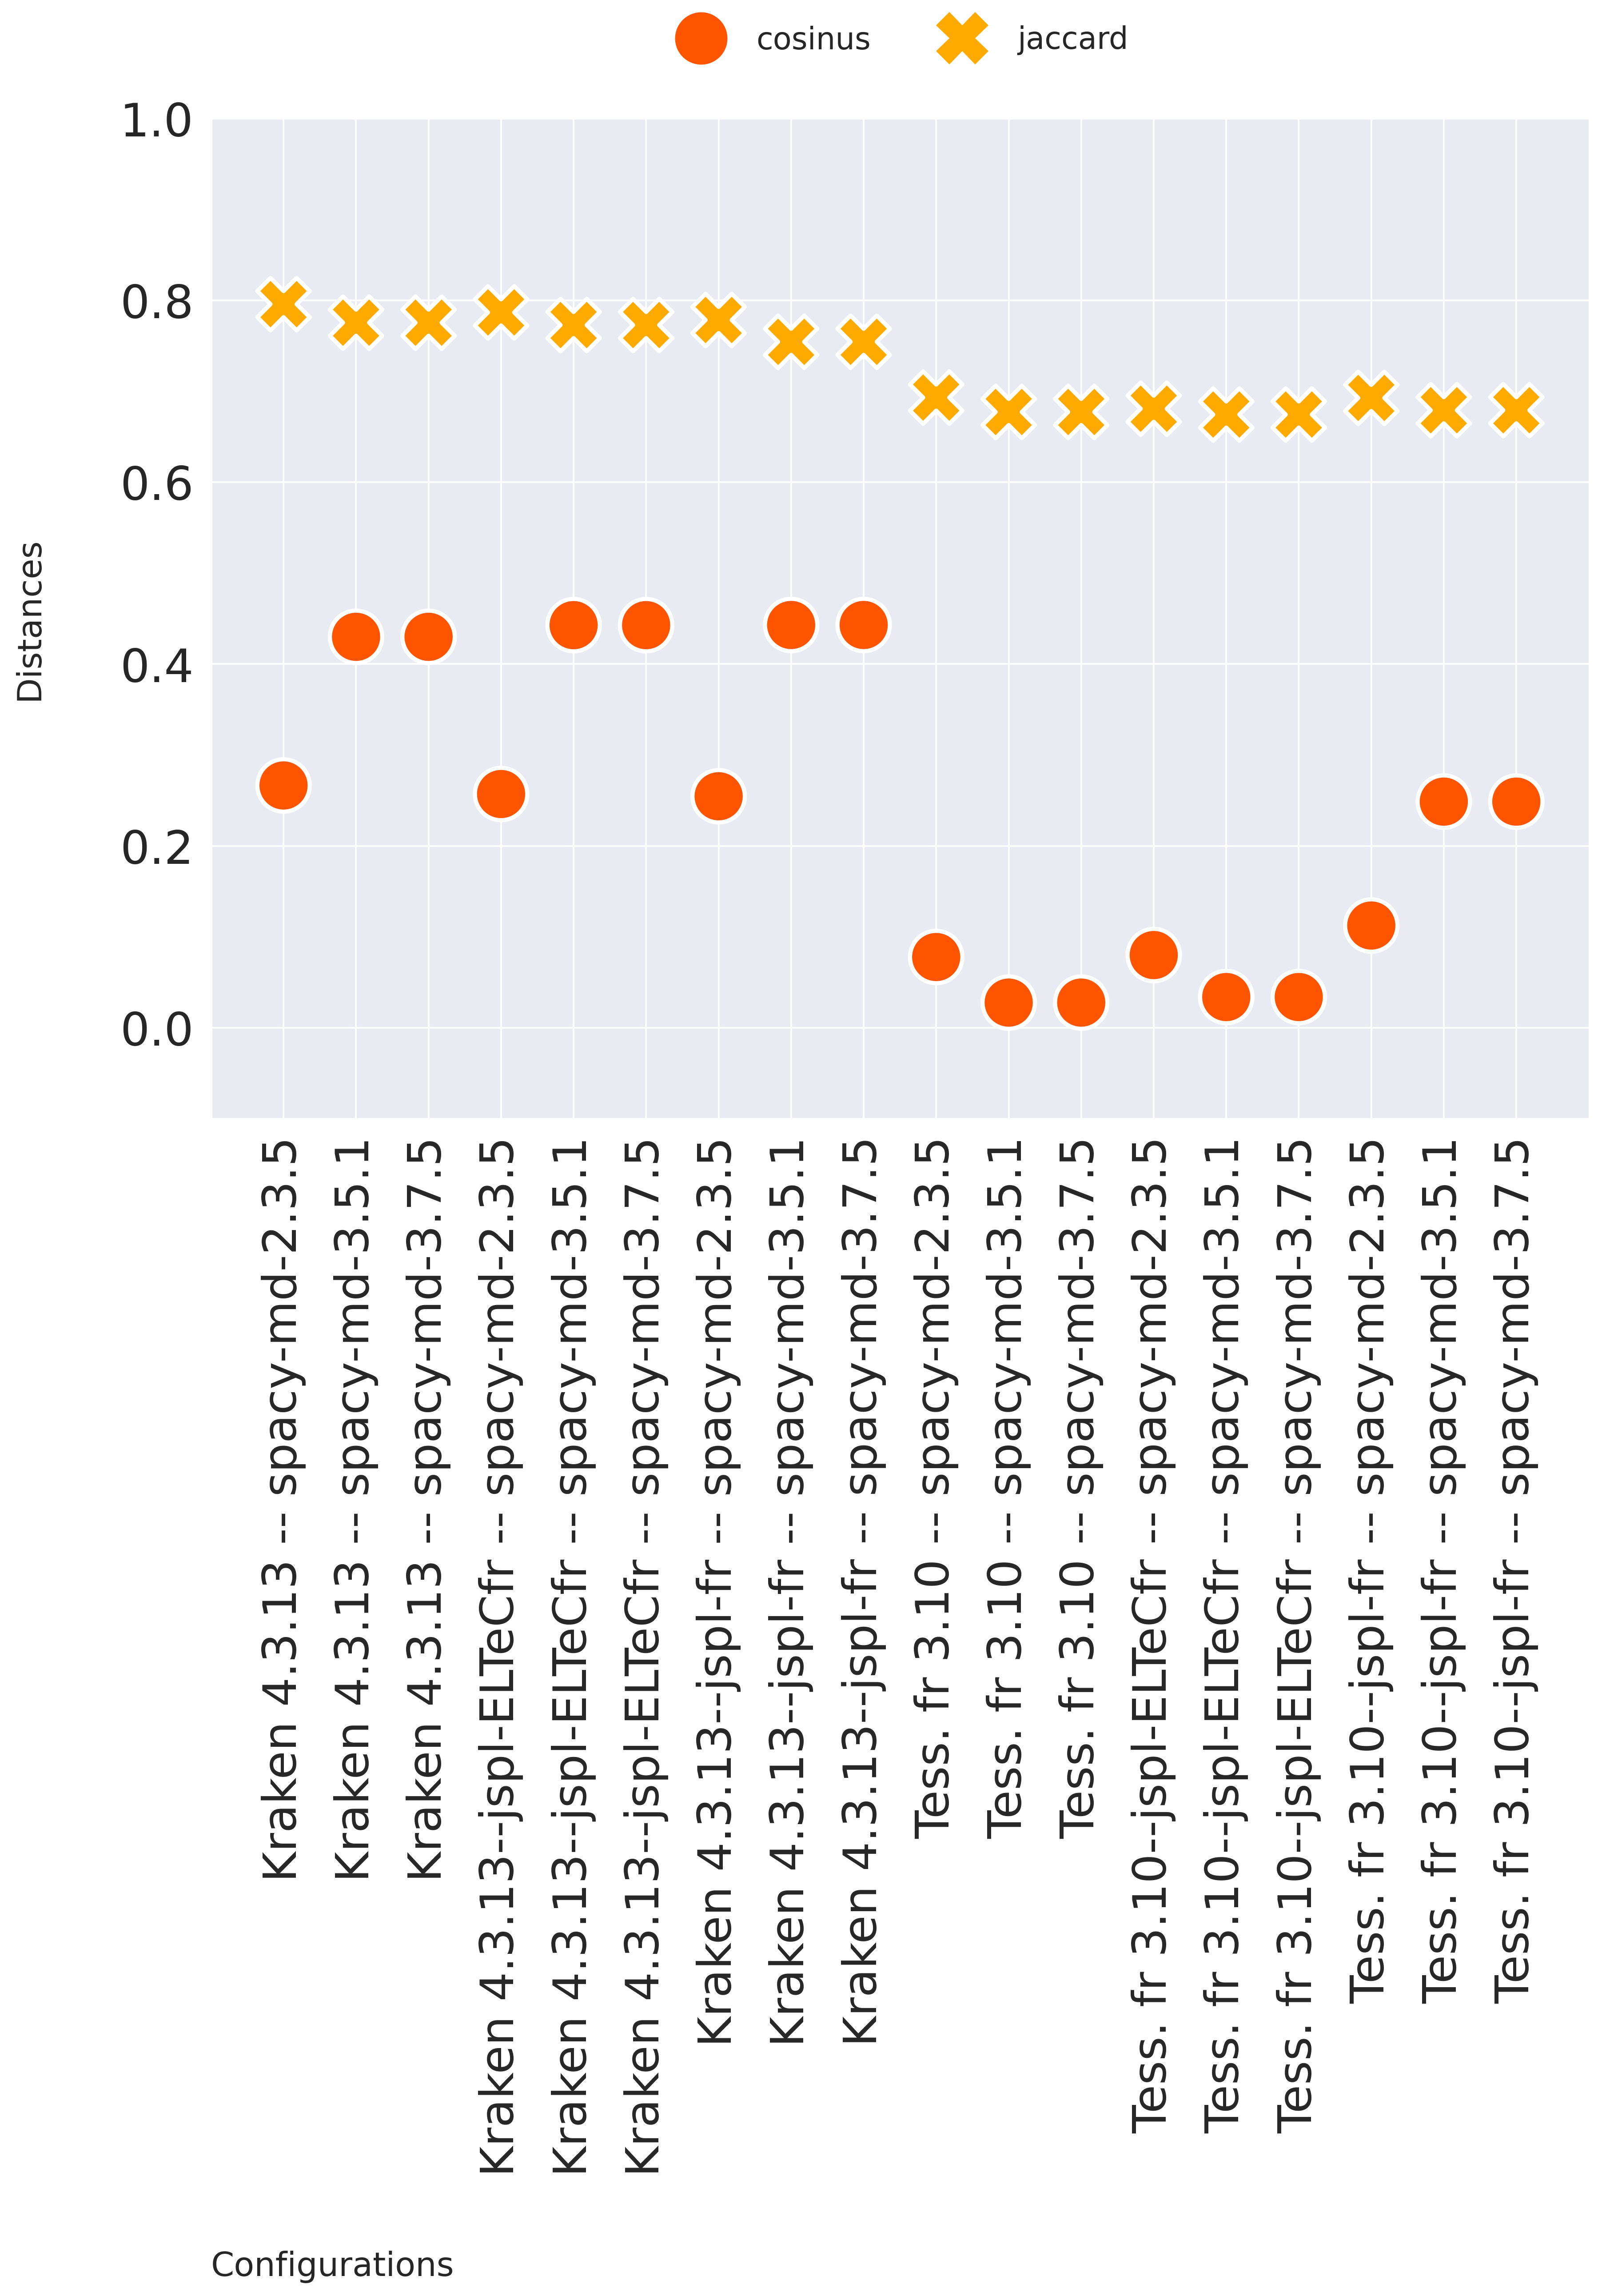 cosinus jaccard
1.0
0.8
0.6
0.4
0.2
0.0
Distances
Kraken 4.3.13 -- spacy-md-2.3.5
Kraken 4.3.13 -- spacy-md-3.5.1
Kraken 4.3.13 -- spacy-md-3.7.5
Kraken 4.3.13--jspl-ELTeCfr -- spacy-md-2.3.5
Kraken 4.3.13--jspl-ELTeCfr -- spacy-md-3.5.1
Kraken 4.3.13--jspl-ELTeCfr -- spacy-md-3.7.5
Kraken 4.3.13--jspl-fr -- spacy-md-2.3.5
Kraken 4.3.13--jspl-fr -- spacy-md-3.5.1
Kraken 4.3.13--jspl-fr -- spacy-md-3.7.5
Tess. fr 3.10 -- spacy-md-2.3.5
Tess. fr 3.10 -- spacy-md-3.5.1
Tess. fr 3.10 -- spacy-md-3.7.5
Tess. fr 3.10--jspl-ELTeCfr -- spacy-md-2.3.5
Tess. fr 3.10--jspl-ELTeCfr -- spacy-md-3.5.1
Tess. fr 3.10--jspl-ELTeCfr -- spacy-md-3.7.5
Tess. fr 3.10--jspl-fr -- spacy-md-2.3.5
Tess. fr 3.10--jspl-fr -- spacy-md-3.5.1
Tess. fr 3.10--jspl-fr -- spacy-md-3.7.5
Configurations